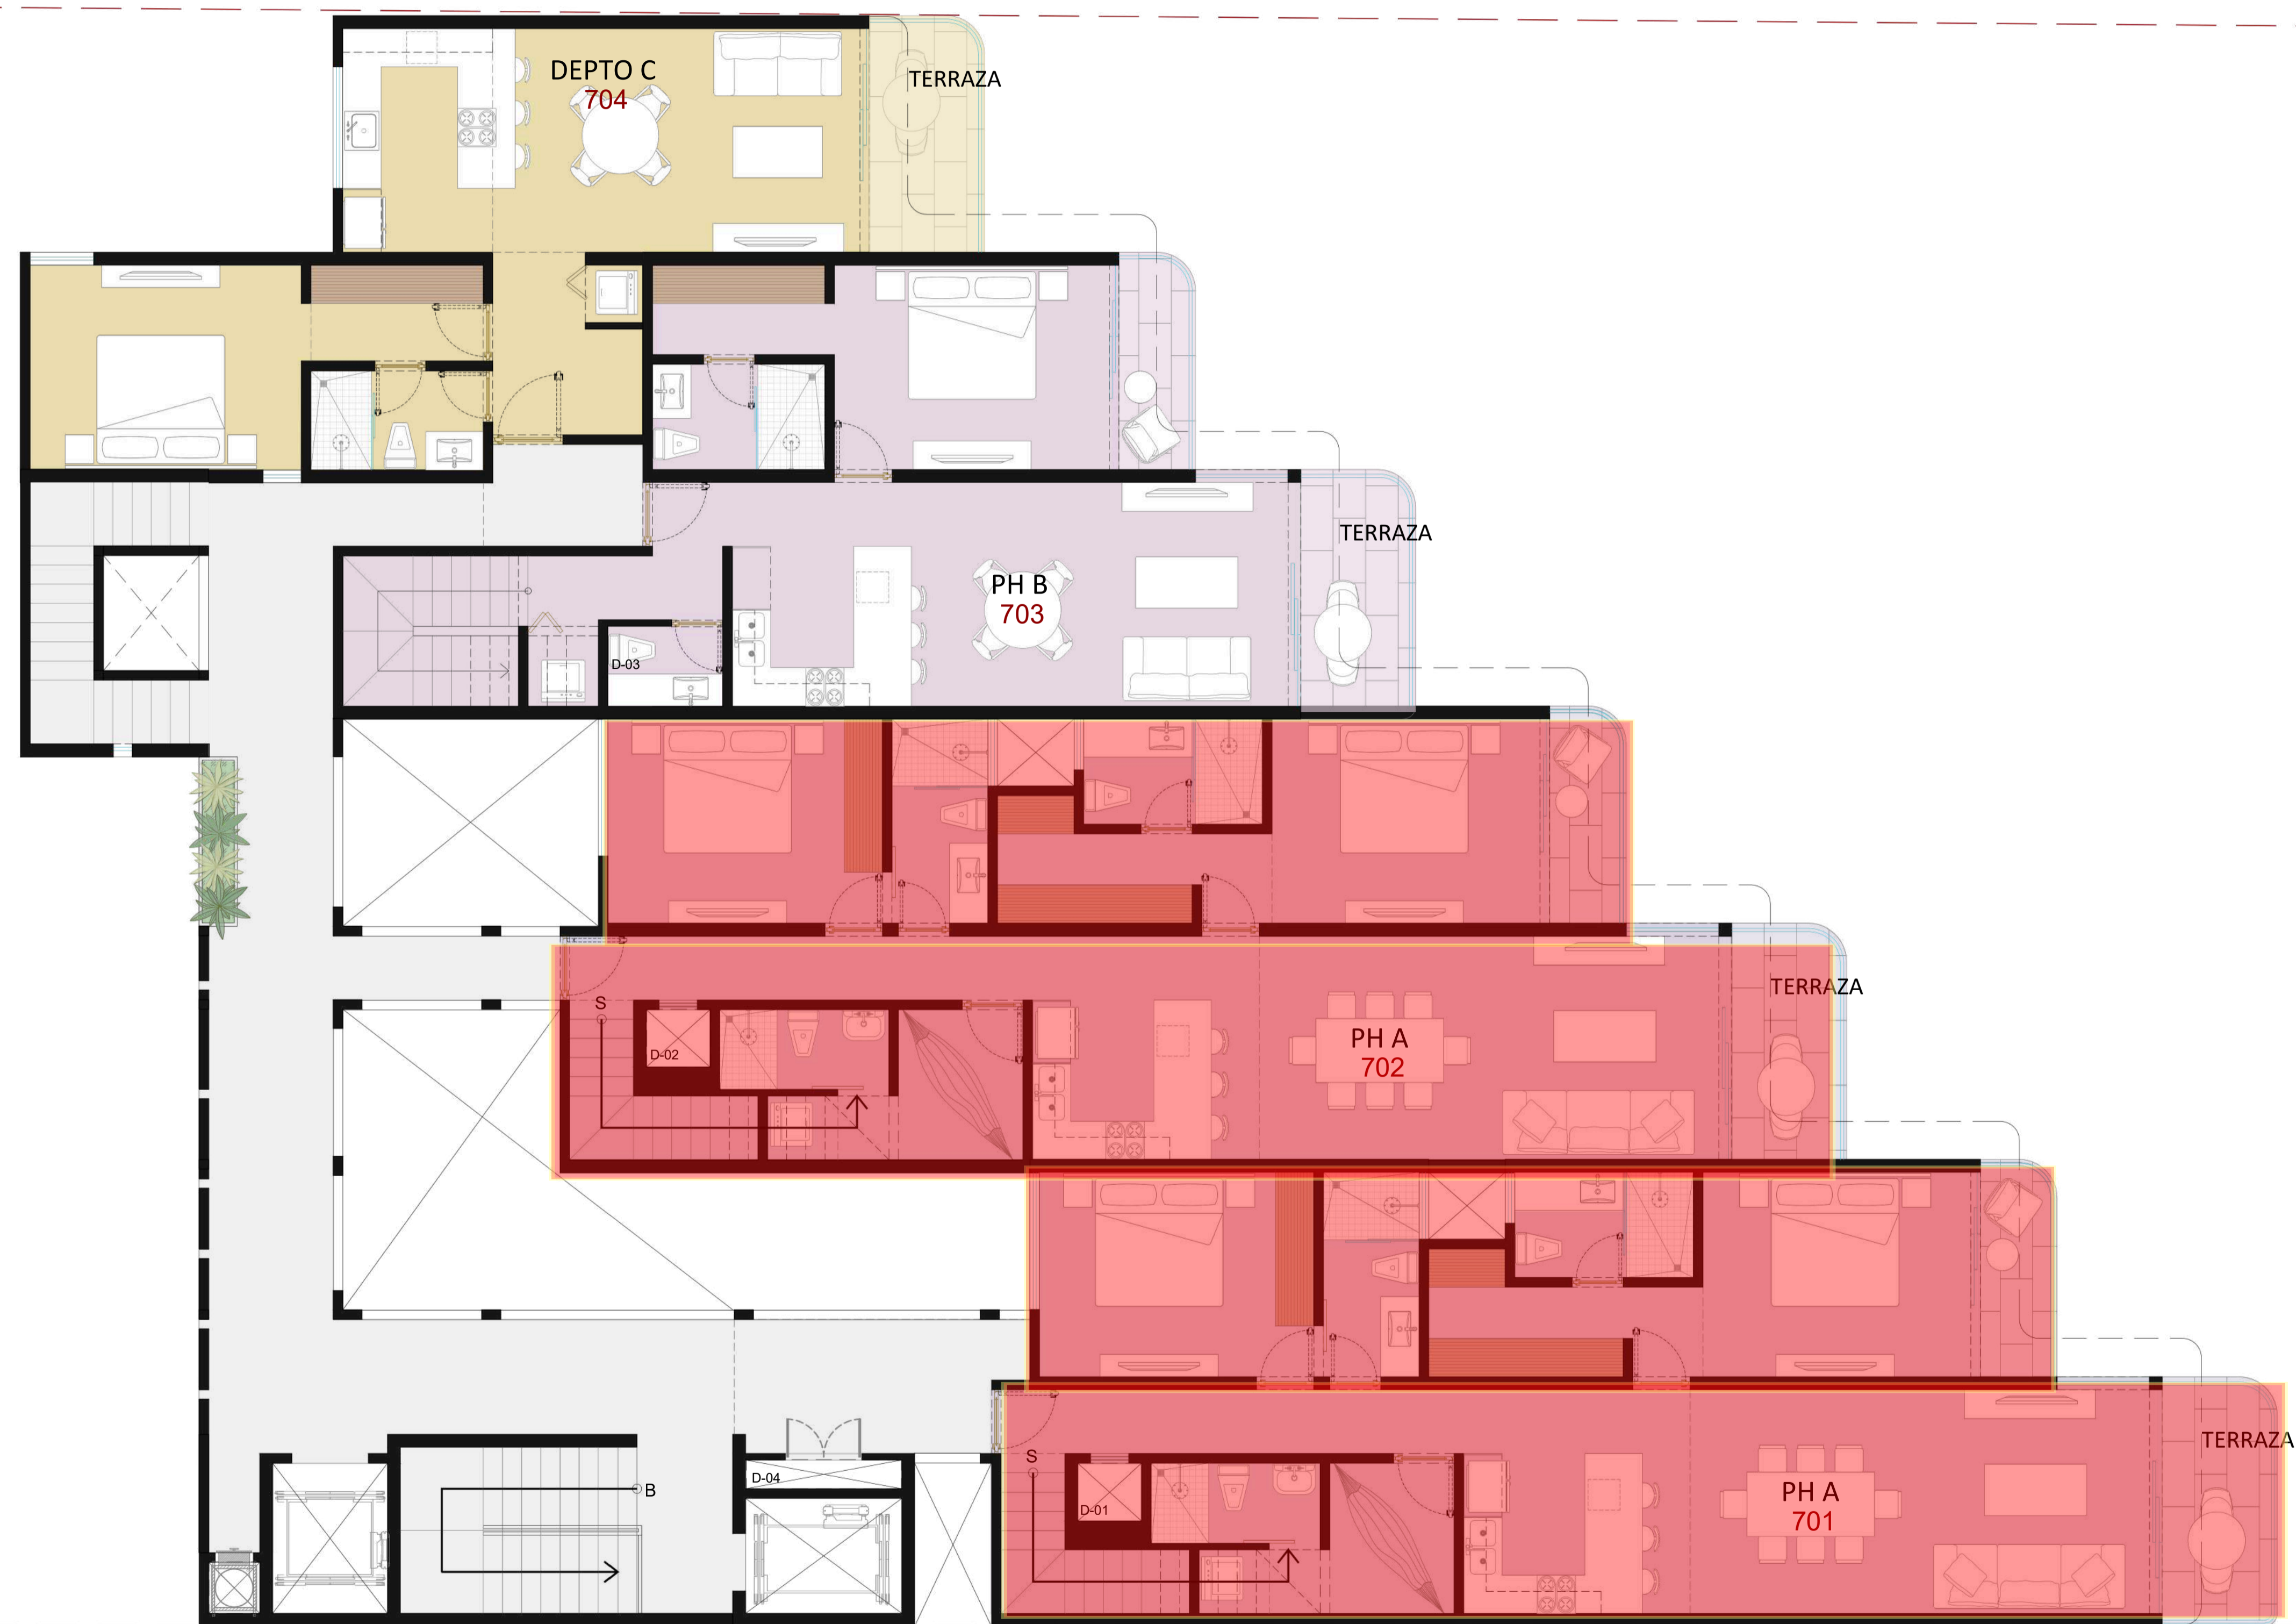 DEPTO C
704
TERRAZA
TERRAZA
PH B
703
D-03
TERRAZA
S
D-02
PH A
702
TERRAZA
S
B
D-04
D-01
PH A
701